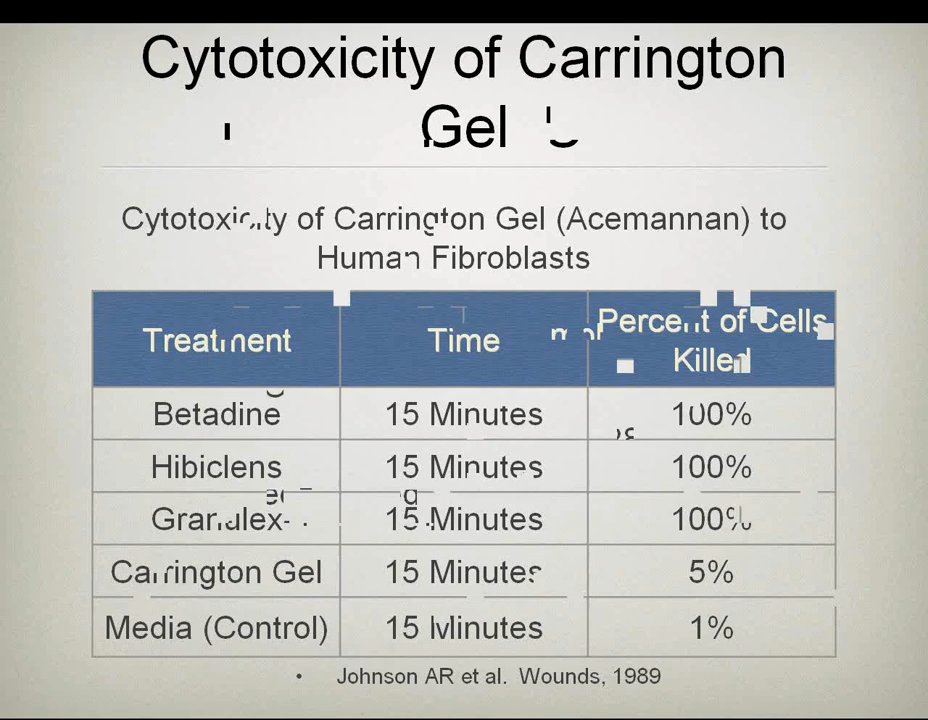 Cytotoxicity of Carrington
Gel
Cytotoxicity of Carrington Gel (Acemannan) to
Human Fibroblasts
Treatment Time Percent of Cells
Killed
Betadine 15 Minutes 100%
Hibiclens 15 Minutes 100%
Granulex 15 Minutes 100%
Carrington Gel 15 Minutes 5%
Media (Control) 15 Minutes 1%
• Johnson AR et al. Wounds, 1989